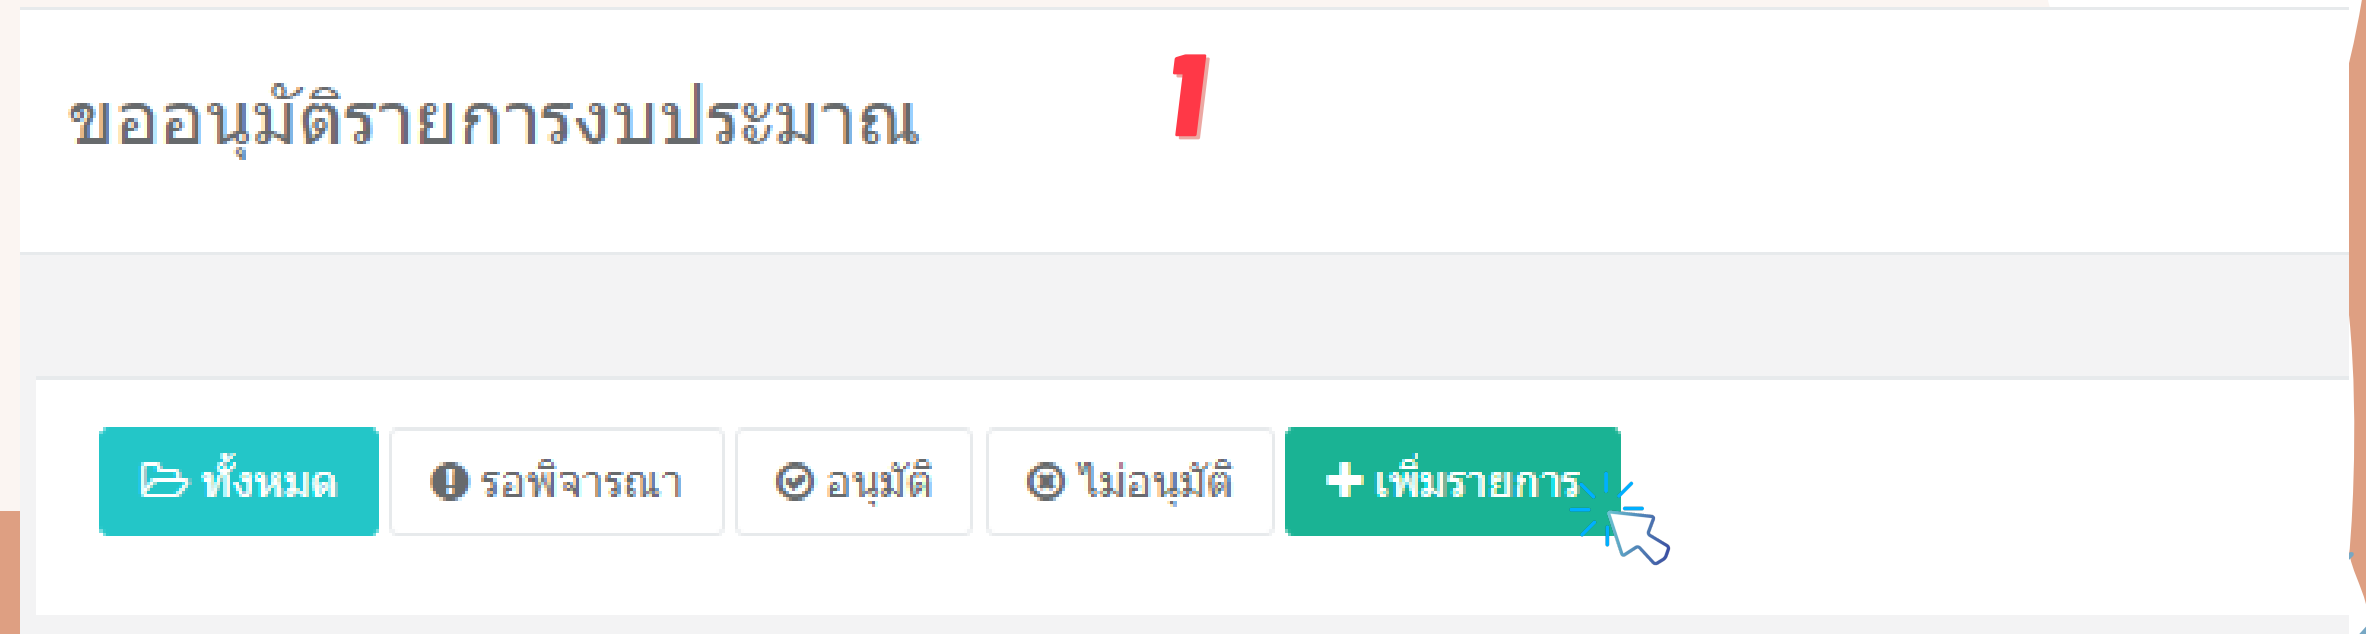 ขออนุมัติรายการงบประมาณ
1
ทั้งหมด รอพิจารณา อนุมัติ ไม่อนุมัติ เพิ่มรายการ